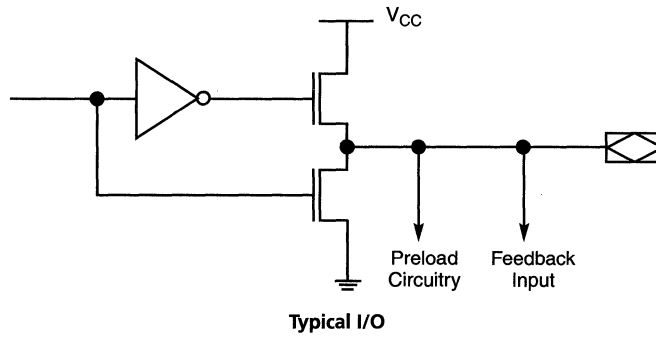 VCC
Preload
Circuitry
Feedback
Input
Typical I/O